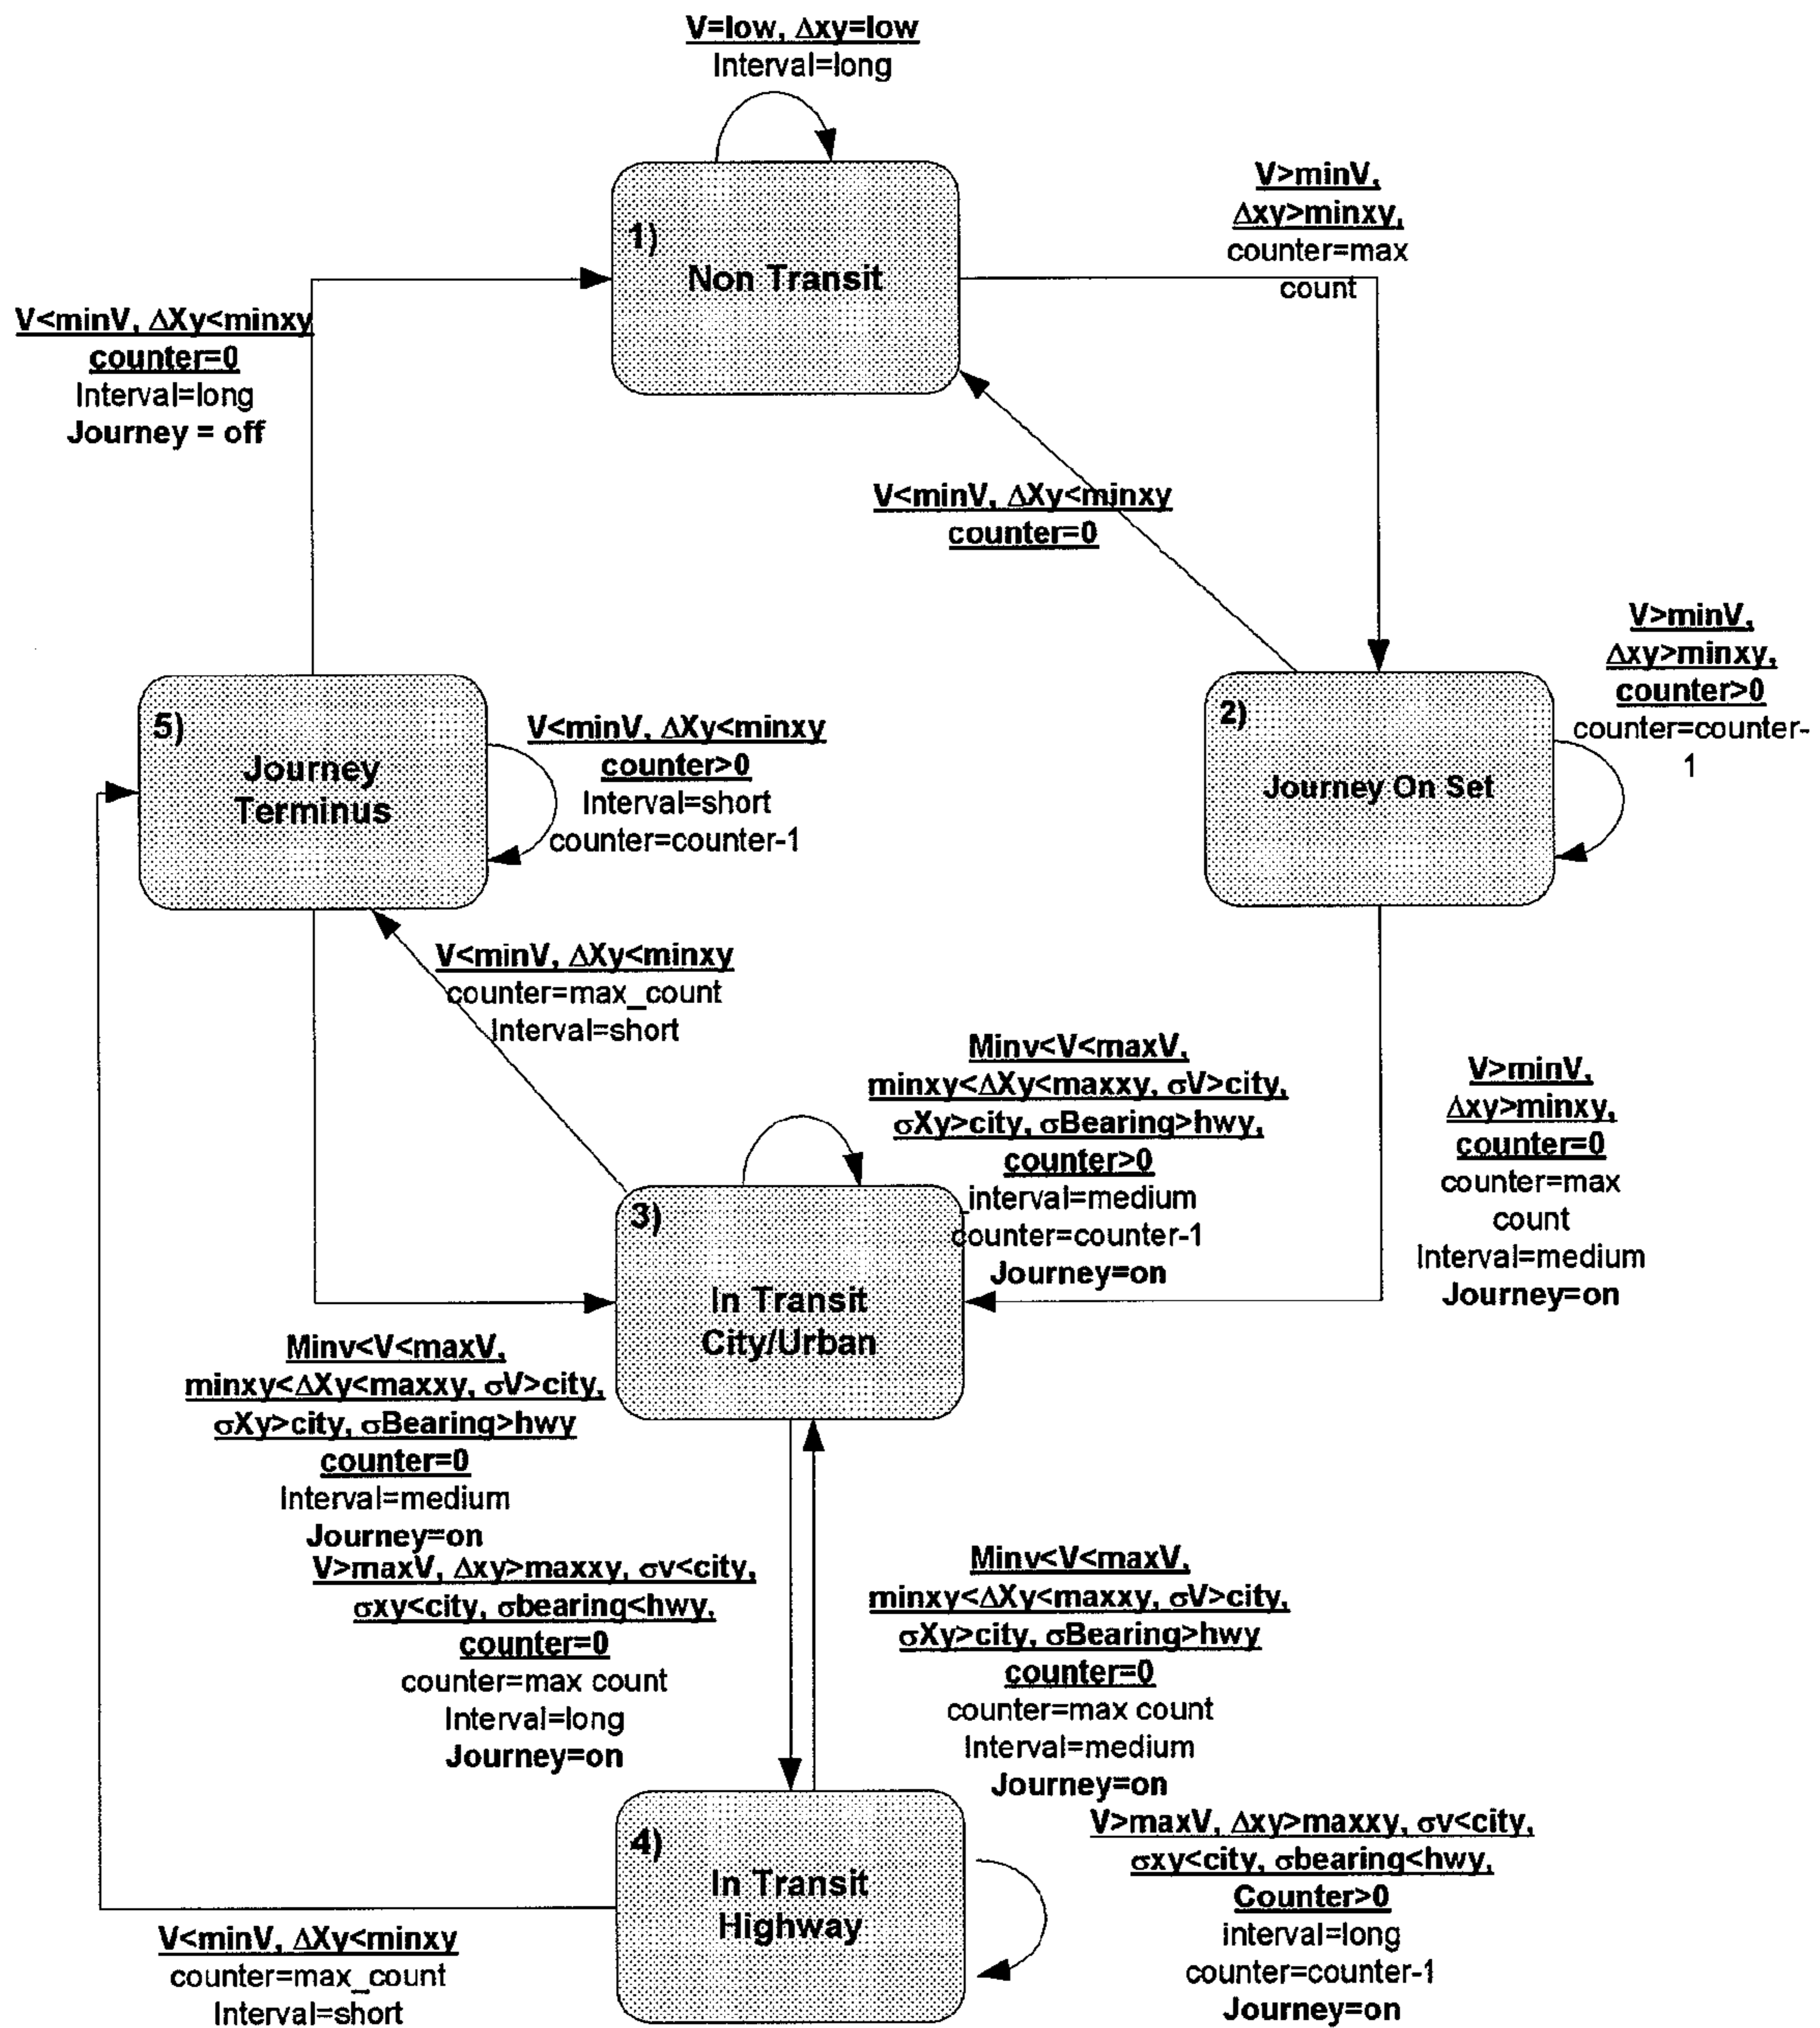 V=low, Δxy=low
Interval=long
1)
Non Transit
V>minV,
Δxy>minxy,
counter=max
count
V<minV, ΔXy<minxy
counter=0
Interval=long
Journey = off
V<minV, ΔXy<minxy
counter=0
V>minV,
Δxy>minxy,
counter>0
counter=counter-
1
2)
Journey On Set
5)
Journey
Terminus
V<minV, ΔXy<minxy
counter>0
Interval=short
counter=counter-1
V<minV, ΔXy<minxy
counter=max_count
Interval=short
Minv<V<maxV,
minxy<ΔXy<maxxy, σV>city,
σXy>city, σBearing>hwy,
counter>0
interval=medium
counter=counter-1
Journey=on
V>minV,
Δxy>minxy,
counter=0
counter=max
count
Interval=medium
Journey=on
3)
In Transit
City/Urban
Minv<V<maxV,
minxy<ΔXy<maxxy, σV>city,
σXy>city, σBearing>hwy
counter=0
Interval=medium
Journey=on
V>maxV, Δxy>maxxy, σv<city,
σxy<city, σbearing<hwy,
counter=0
counter=max count
Interval=long
Journey=on
Minv<V<maxV,
minxy<ΔXy<maxxy, σV>city,
σXy>city, σBearing>hwy
counter=0
counter=max count
Interval=medium
Journey=on
4)
In Transit
Highway
V>maxV, Δxy>maxxy, σv<city,
σxy<city, σbearing<hwy,
Counter>0
interval=long
counter=counter-1
Journey=on
V<minV, ΔXy<minxy
counter=max_count
Interval=short